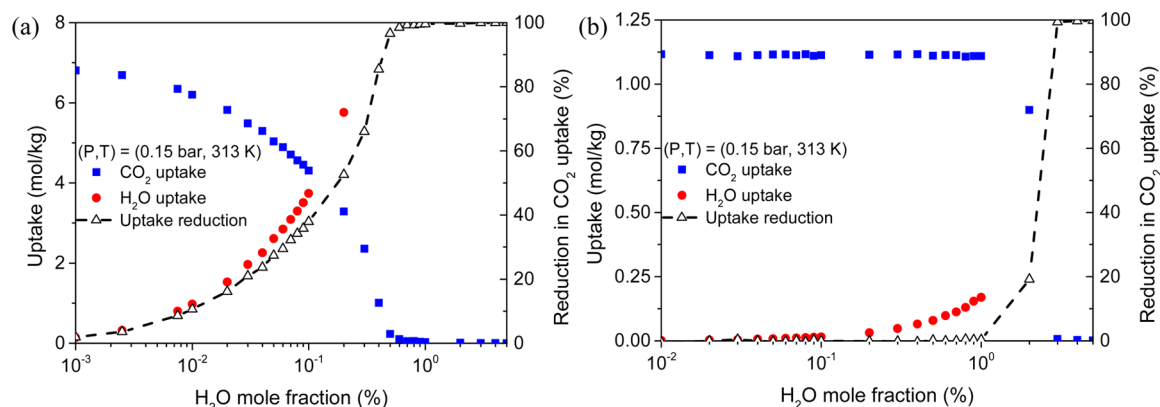 (a)
Uptake (mol/kg)
8
6
4
2
0
(P,T) = (0.15 bar, 313 K)
CO₂ uptake
H₂O uptake
Uptake reduction
100
80
60
40
20
0
Reduction in CO₂ uptake (%)
10⁻³ 10⁻² 10⁻¹ 10⁰
H₂O mole fraction (%)
(b)
Uptake (mol/kg)
1.25
1.00
0.75
0.50
0.25
0.00
(P,T) = (0.15 bar, 313 K)
CO₂ uptake
H₂O uptake
Uptake reduction
100
80
60
40
20
0
Reduction in CO₂ uptake (%)
10⁻² 10⁻¹ 10⁰
H₂O mole fraction (%)